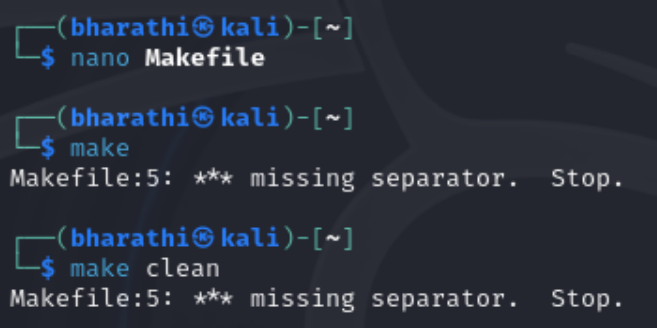 ┌──(bharathi㉿kali)-[~]
└─$ nano Makefile
┌──(bharathi㉿kali)-[~]
└─$ make
Makefile:5: *** missing separator.  Stop.
┌──(bharathi㉿kali)-[~]
└─$ make clean
Makefile:5: *** missing separator.  Stop.